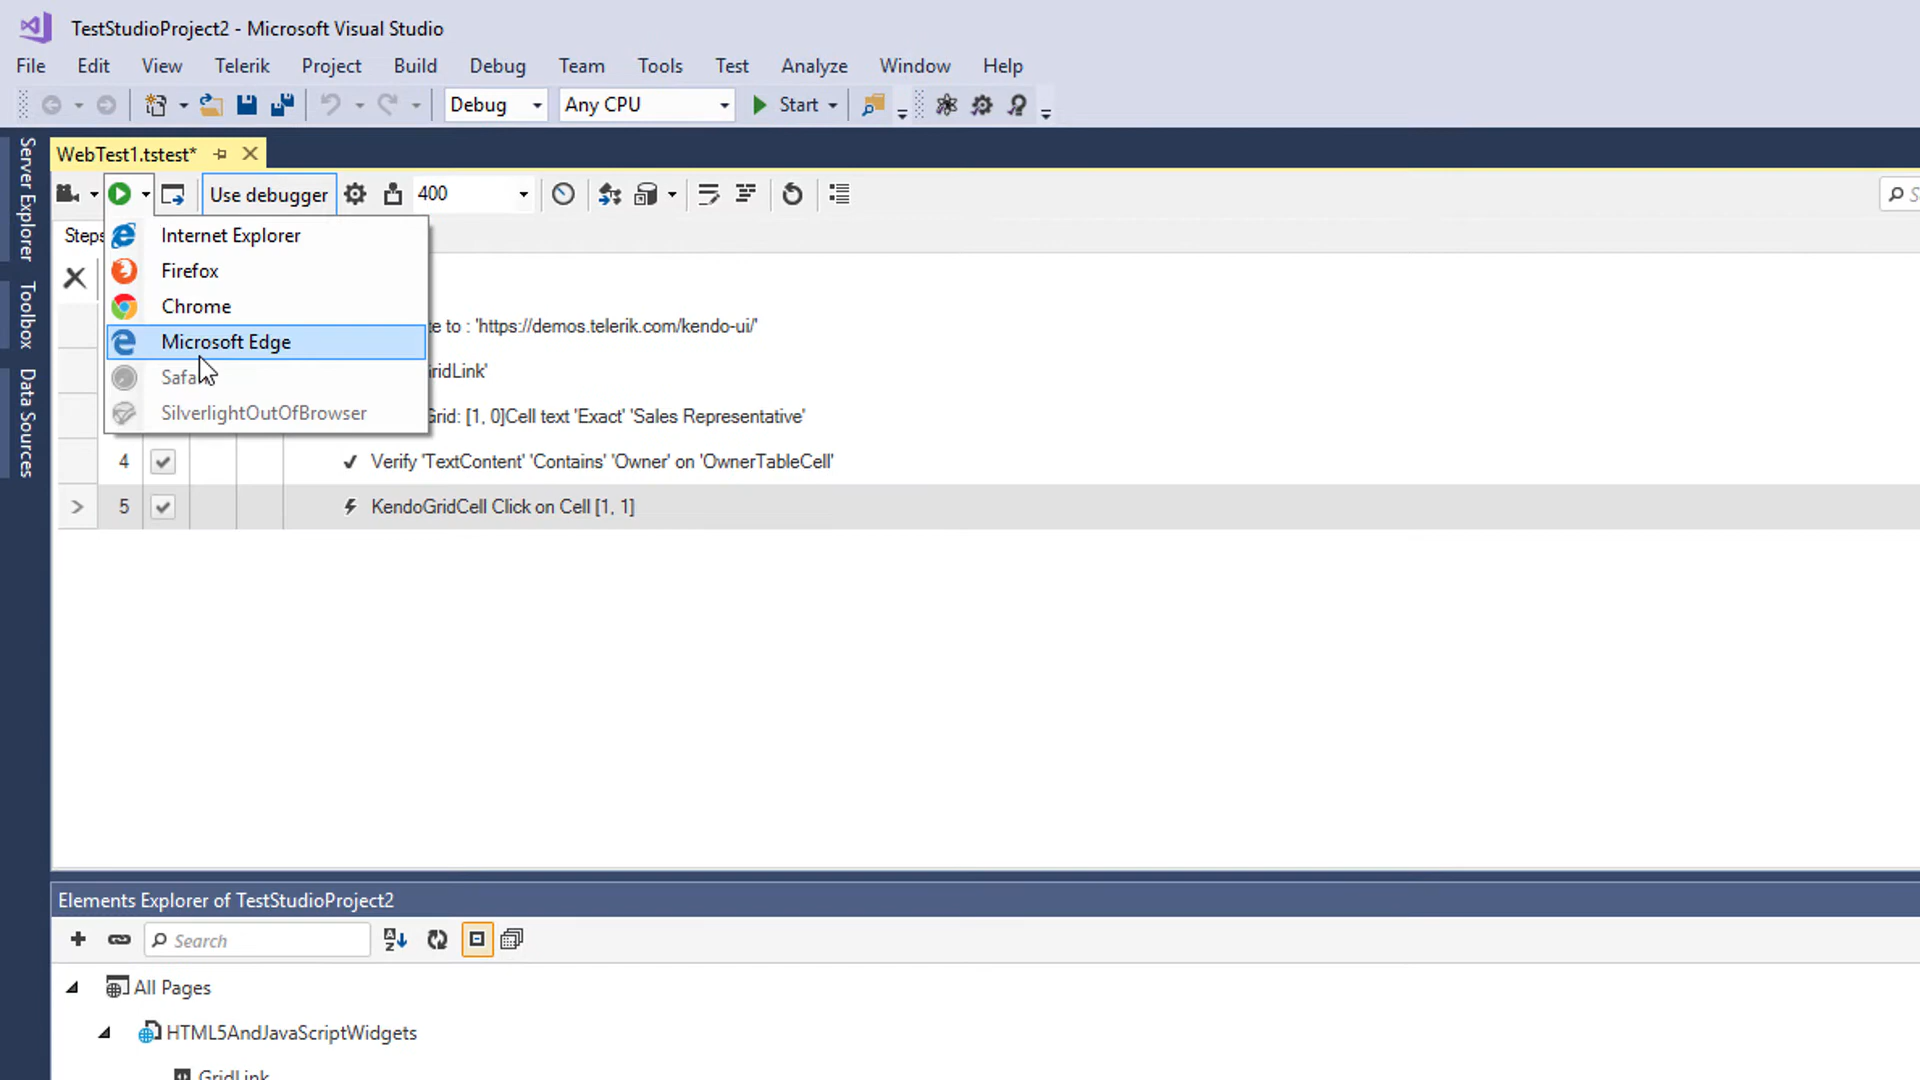 TestStudioProject2 - Microsoft Visual Studio
File Edit View Telerik Project Build Debug Team Tools Test Analyze Window Help
Debug Any CPU Start
Server Explorer
Toolbox
Data Sources
WebTest1.tstest*
Use debugger 400
Steps
Internet Explorer
Firefox
Chrome
Microsoft Edge
Safa
SilverlightOutOfBrowser
te to : 'https://demos.telerik.com/kendo-ui/'
ridLink'
Grid: [1, 0]Cell text 'Exact' 'Sales Representative'
4 Verify 'TextContent' 'Contains' 'Owner' on 'OwnerTableCell'
5 KendoGridCell Click on Cell [1, 1]
Elements Explorer of TestStudioProject2
Search
All Pages
HTML5AndJavaScriptWidgets
GridLink